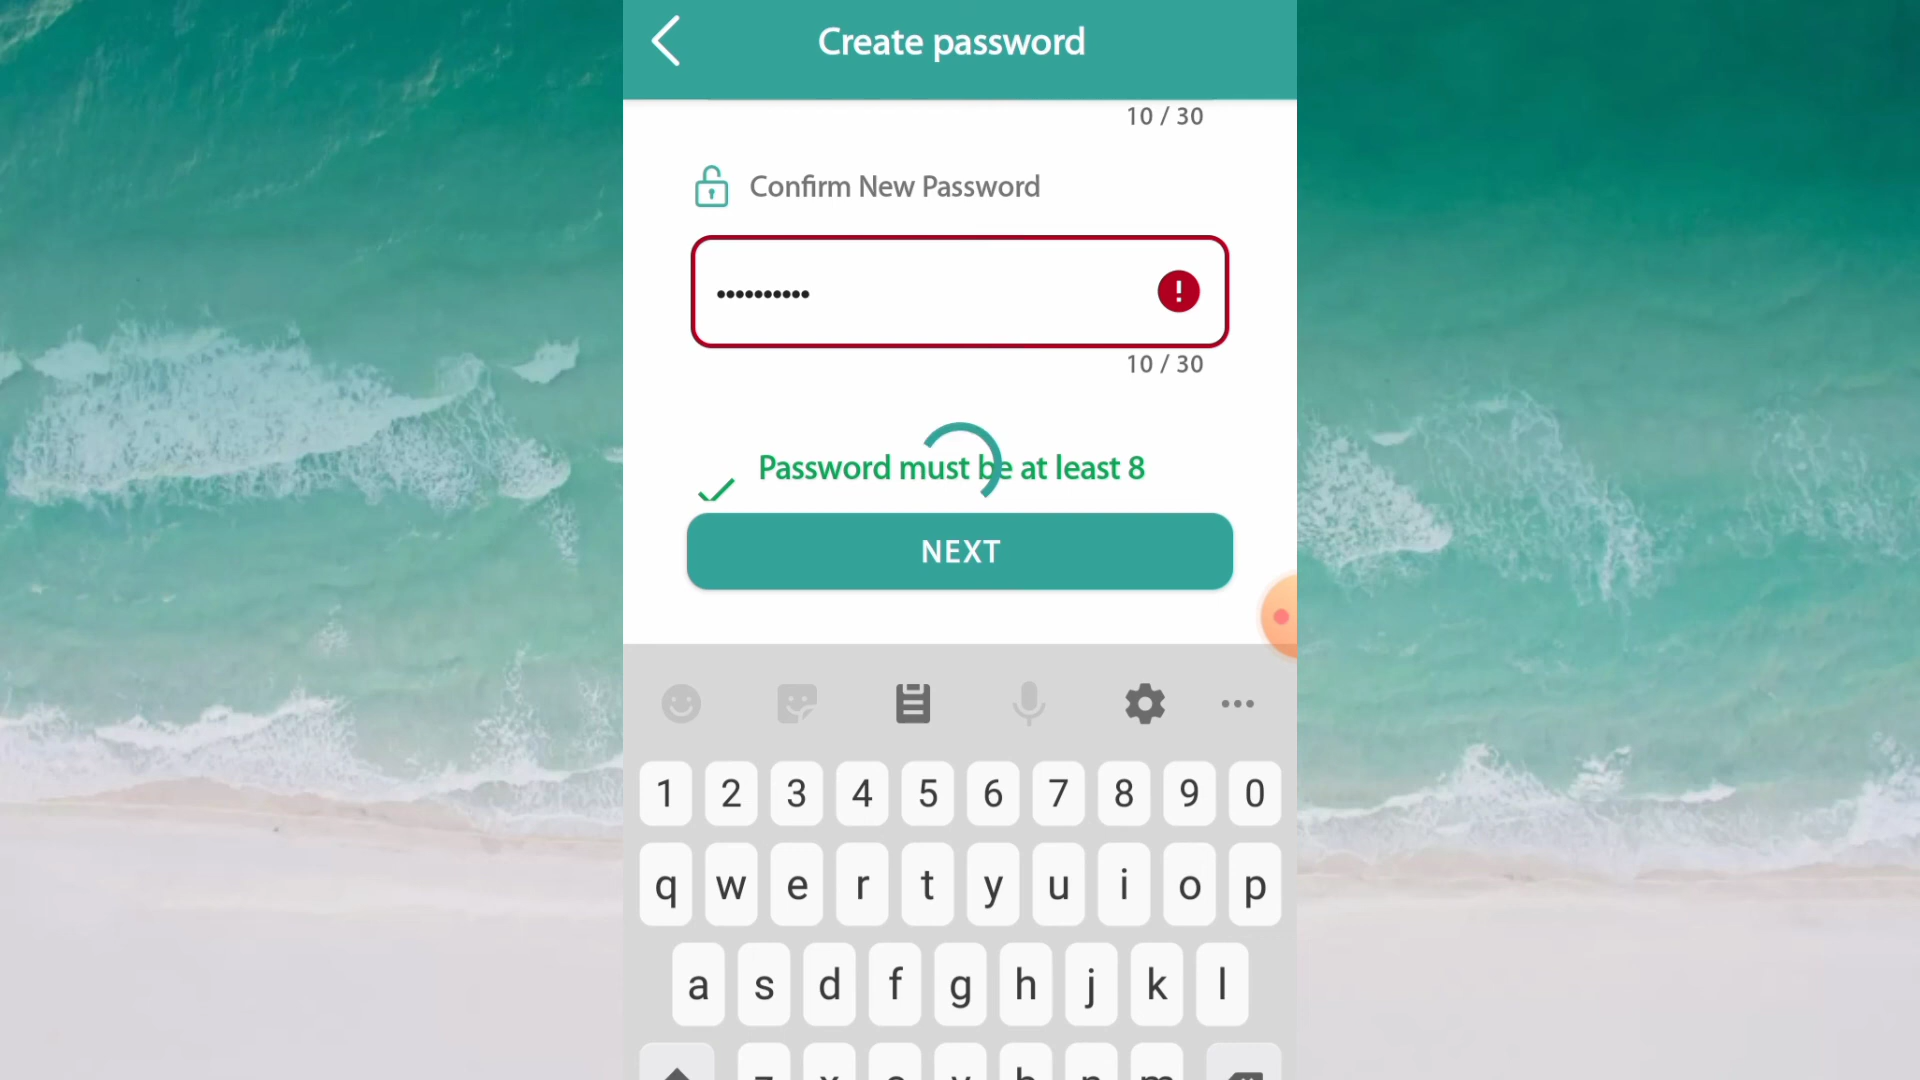 Create password
10 / 30
Confirm New Password
••••••••••
10 / 30
Password must be at least 8
NEXT
1 2 3 4 5 6 7 8 9 0
q w e r t y u i o p
a s d f g h j k l